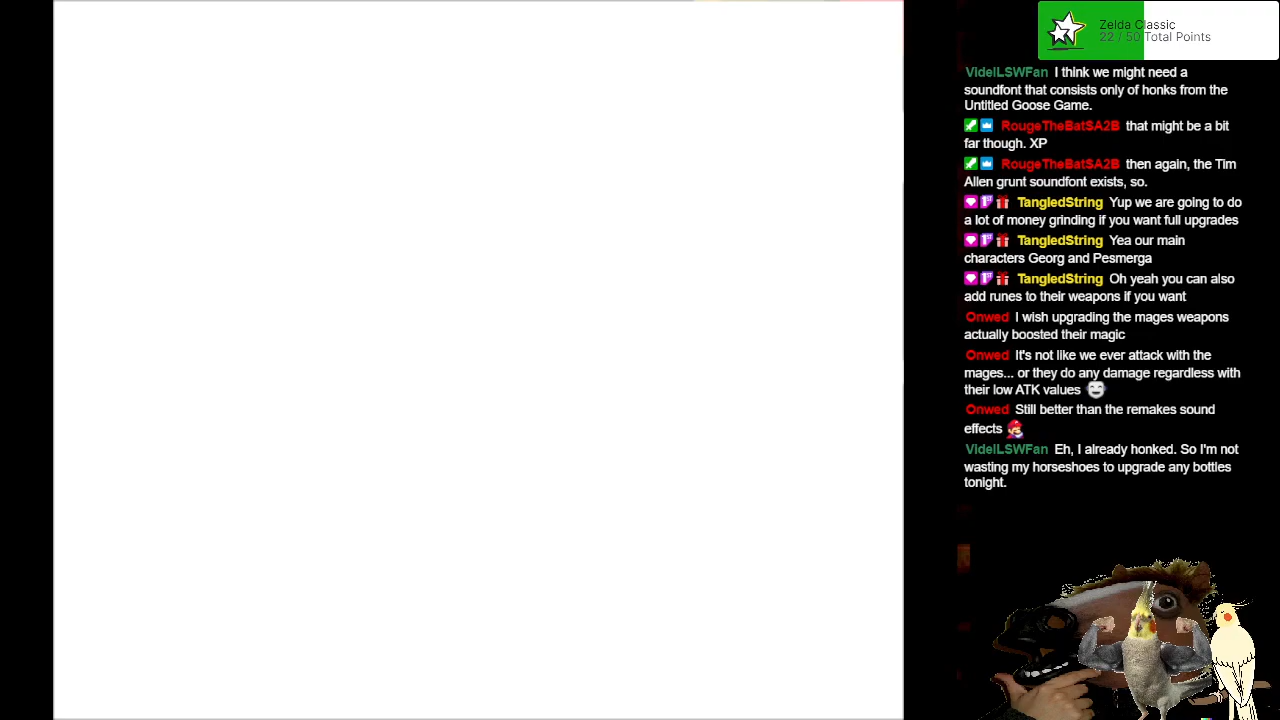 Zelda Classic
22 / 50 Total Points
VidelLSWFan I think we might need a
soundfont that consists only of honks from the
Untitled Goose Game.
RougeTheBatSA2B that might be a bit
far though. XP
RougeTheBatSA2B then again, the Tim
Allen grunt soundfont exists, so.
TangledString Yup we are going to do
a lot of money grinding if you want full upgrades
TangledString Yea our main
characters Georg and Pesmerga
TangledString Oh yeah you can also
add runes to their weapons if you want
Onwed I wish upgrading the mages weapons
actually boosted their magic
Onwed It's not like we ever attack with the
mages... or they do any damage regardless with
their low ATK values
Onwed Still better than the remakes sound
effects
VidelLSWFan Eh, I already honked. So I'm not
wasting my horseshoes to upgrade any bottles
tonight.